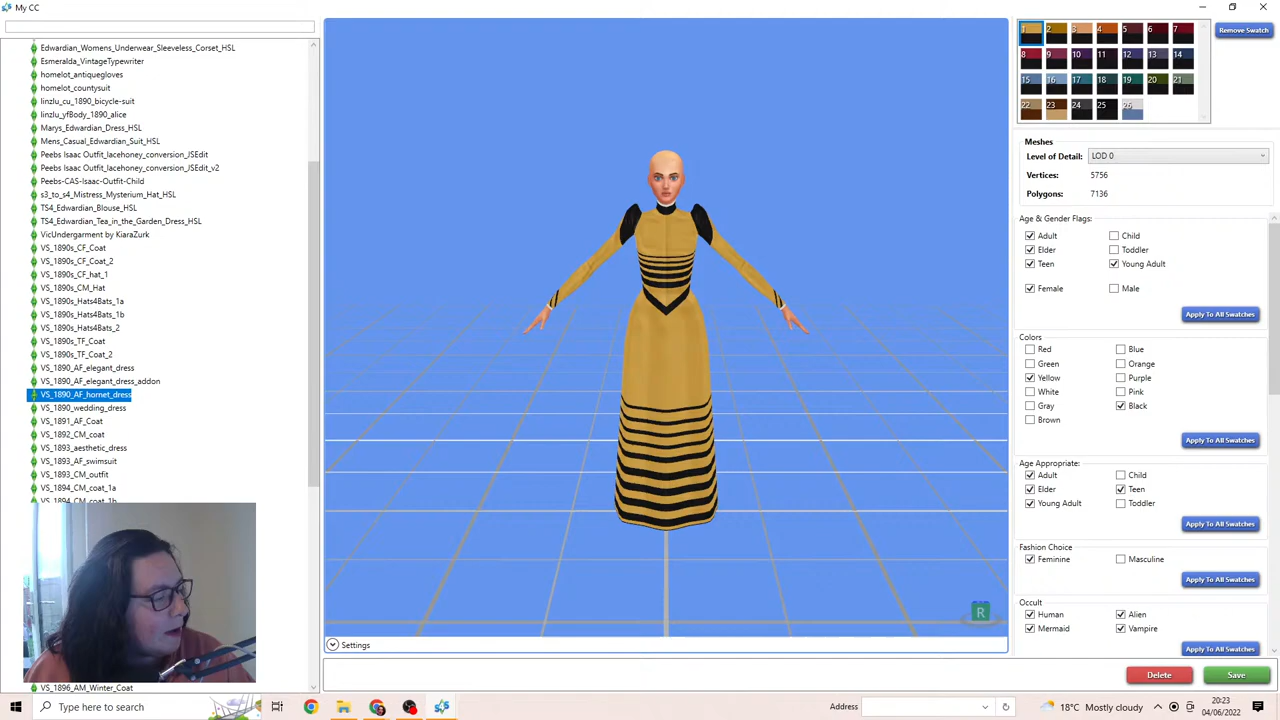 My CC
Edwardian_Womens_Underwear_Sleeveless_Corset_HSL
Esmeralda_VintageTypewriter
homelot_antiquegloves
homelot_countysuit
linzlu_cu_1890_bicycle-suit
linzlu_yfBody_1890_alice
Marys_Edwardian_Dress_HSL
Mens_Casual_Edwardian_Suit_HSL
Peebs Isaac Outfit_lacehoney_conversion_JSEdit
Peebs Isaac Outfit_lacehoney_conversion_JSEdit_v2
Peebs-CAS-Isaac-Outfit-Child
s3_to_s4_Mistress_Mysterium_Hat_HSL
TS4_Edwardian_Blouse_HSL
TS4_Edwardian_Tea_in_the_Garden_Dress_HSL
VicUndergarment by KiaraZurk
VS_1890s_CF_Coat
VS_1890s_CF_Coat_2
VS_1890s_CF_hat_1
VS_1890s_CM_Hat
VS_1890s_Hats4Bats_1a
VS_1890s_Hats4Bats_1b
VS_1890s_Hats4Bats_2
VS_1890s_TF_Coat
VS_1890s_TF_Coat_2
VS_1890_AF_elegant_dress
VS_1890_AF_elegant_dress_addon
VS_1890_AF_hornet_dress
VS_1890_wedding_dress
VS_1891_AF_Coat
VS_1892_CM_coat
VS_1893_aesthetic_dress
VS_1893_AF_swimsuit
VS_1893_CM_outfit
VS_1894_CM_coat_1a
VS_1894_CM_coat_1b
VS_1896_AM_Winter_Coat
R
Settings
1 2 3 4 5 6 7
8 9 10 11 12 13 14
15 16 17 18 19 20 21
22 23 24 25 26
Remove Swatch
Meshes
Level of Detail: LOD 0
Vertices: 5756
Polygons: 7136
Age & Gender Flags:
Adult Child
Elder Toddler
Teen Young Adult
Female Male
Apply To All Swatches
Colors
Red Blue
Green Orange
Yellow Purple
White Pink
Gray Black
Brown
Apply To All Swatches
Age Appropriate:
Adult Child
Elder Teen
Young Adult Toddler
Apply To All Swatches
Fashion Choice
Feminine Masculine
Apply To All Swatches
Occult
Human Alien
Mermaid Vampire
Apply To All Swatches
Delete Save
Type here to search
Address
18°C Mostly cloudy
20:23
04/06/2022